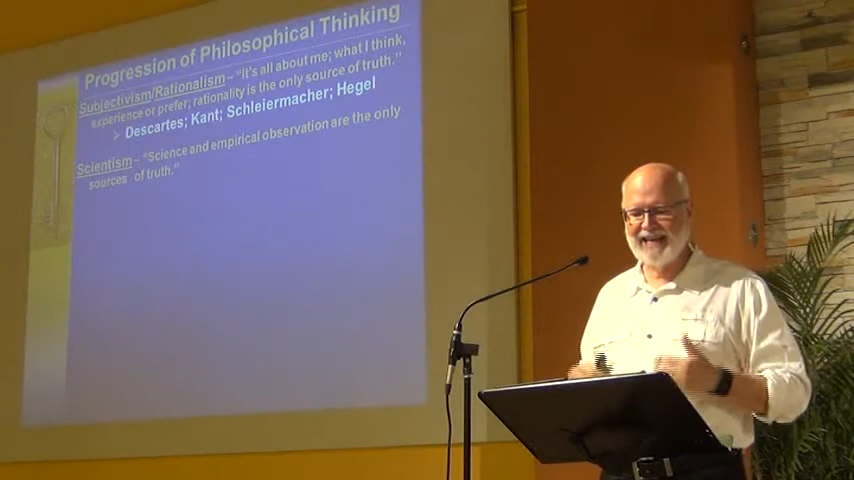 Progression of Philosophical Thinking
Subjectivism/Rationalism – “It’s all about me; what I think,
experience or prefer; rationality is the only source of truth.”
➢ Descartes; Kant; Schleiermacher; Hegel
Scientism – “Science and empirical observation are the only
sources of truth.”